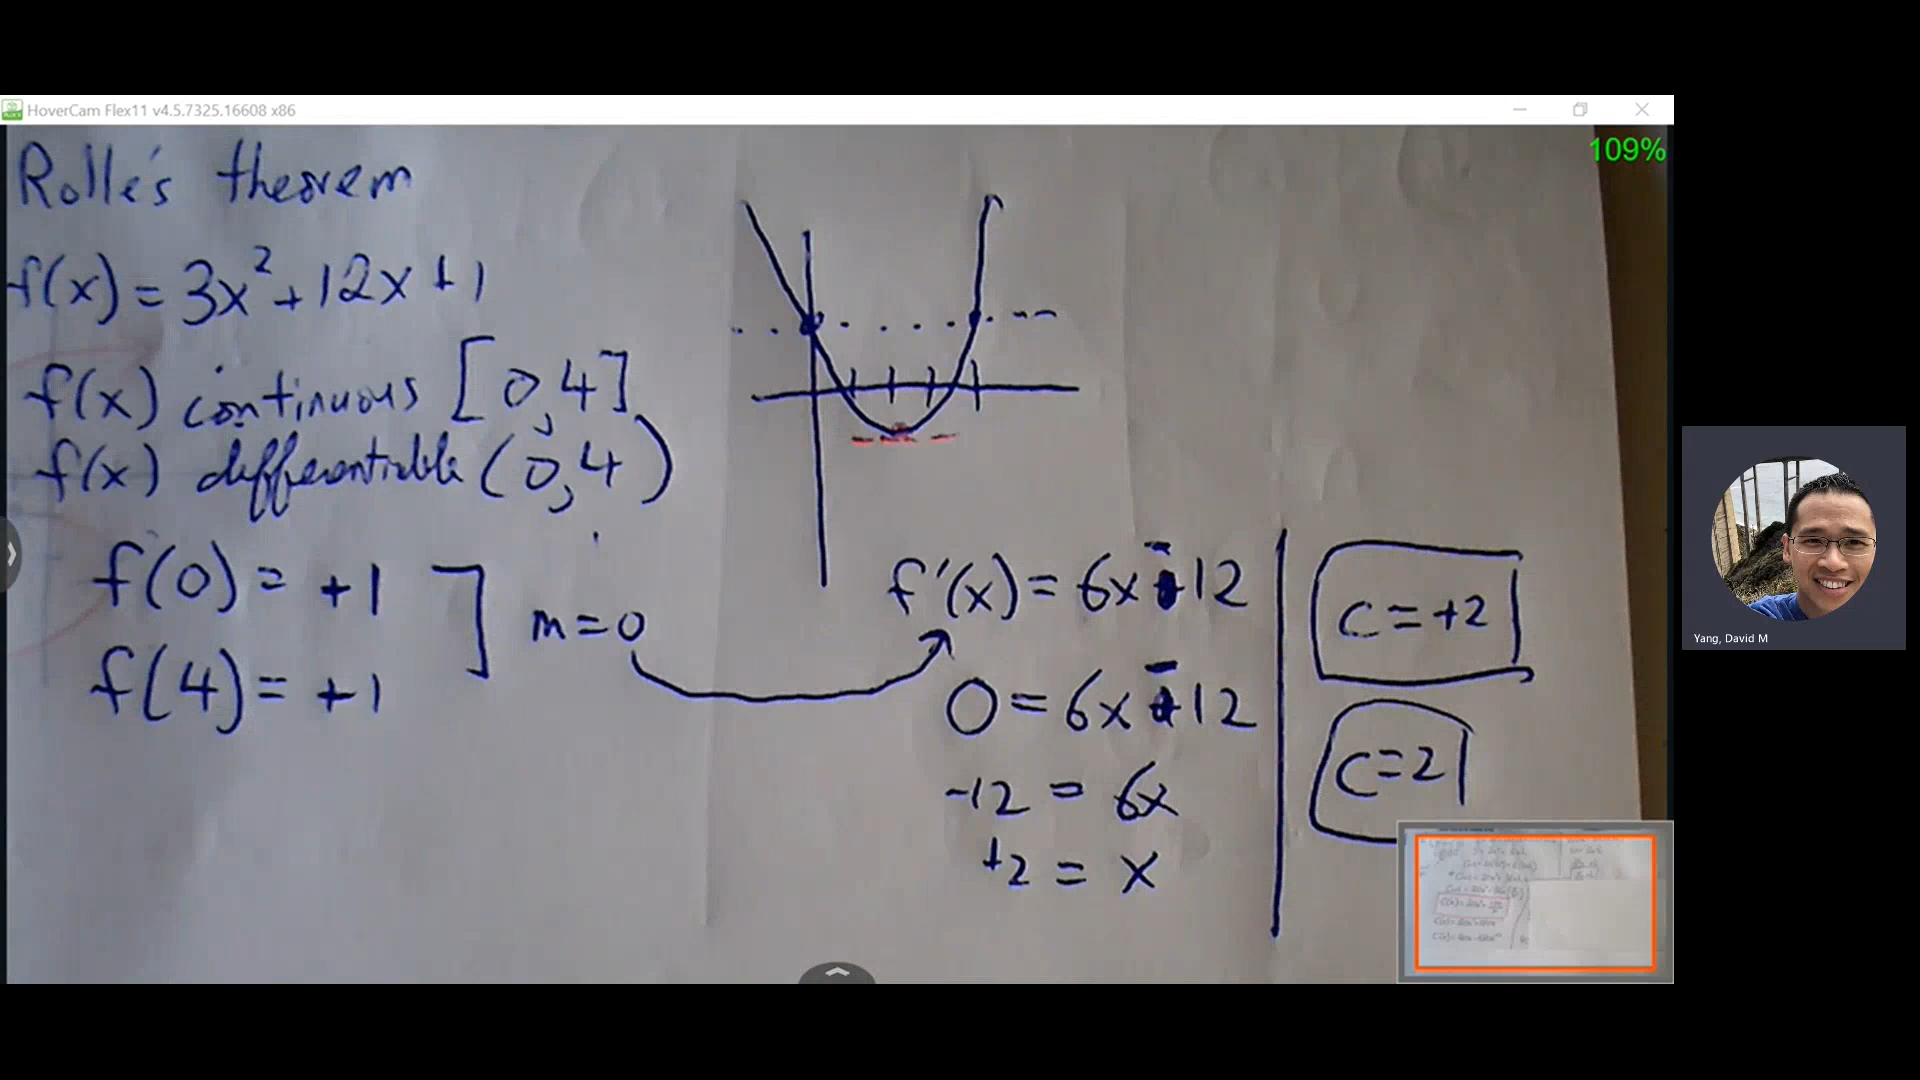 HoverCam Flex11 v4.5.7325.16608 x86
109%
Rolle's theorem
f(x) = 3x² + 12x + 1
f(x) continuous [0, 4]
f(x) differentiable (0, 4)
f(0) = +1
f(4) = +1
m = 0
f'(x) = 6x - 12
0 = 6x - 12
-12 = 6x
+2 = x
c = +2
c = 2
Yang, David M